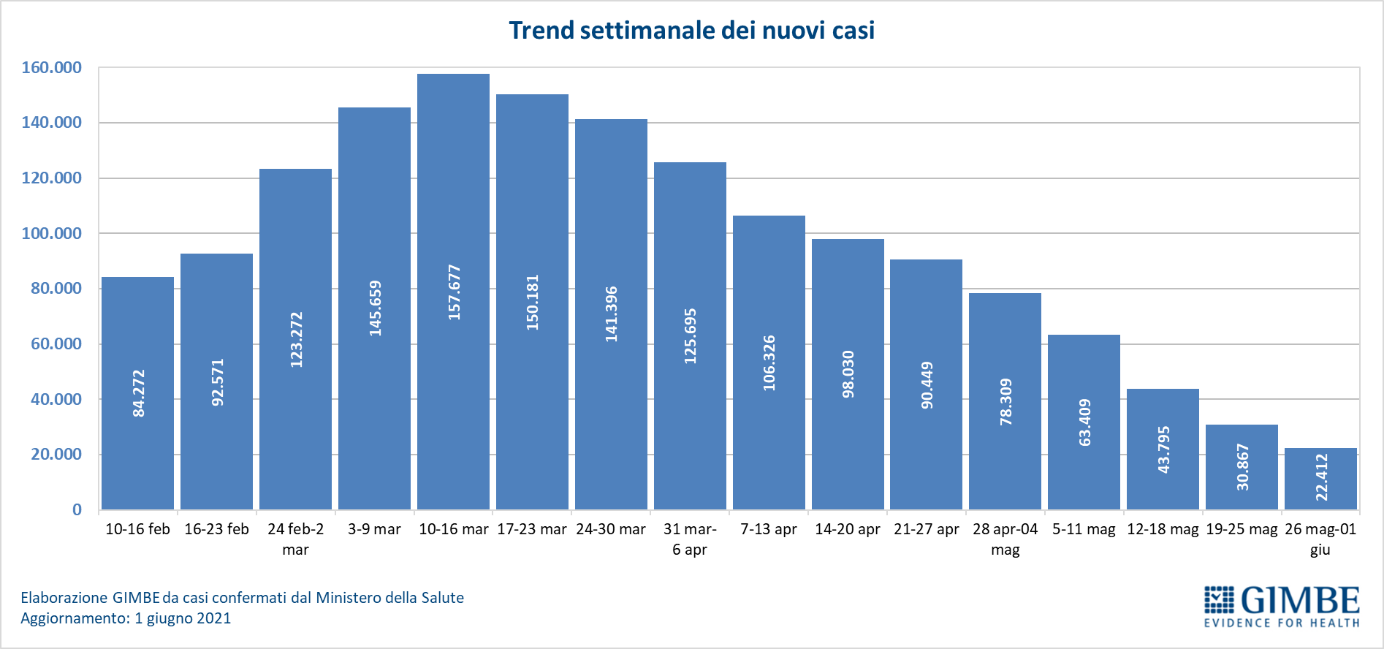 Trend settimanale dei nuovi casi
160.000
140.000
120.000
100.000
80.000
60.000
40.000
20.000
0
84.272
92.571
123.272
145.659
157.677
150.181
141.396
125.695
106.326
98.030
90.449
78.309
63.409
43.795
30.867
22.412
10-16 feb
16-23 feb
24 feb-2
mar
3-9 mar
10-16 mar
17-23 mar
24-30 mar
31 mar-
6 apr
7-13 apr
14-20 apr
21-27 apr
28 apr-04
mag
5-11 mag
12-18 mag
19-25 mag
26 mag-01
giu
Elaborazione GIMBE da casi confermati dal Ministero della Salute
Aggiornamento: 1 giugno 2021
GIMBE
EVIDENCE FOR HEALTH